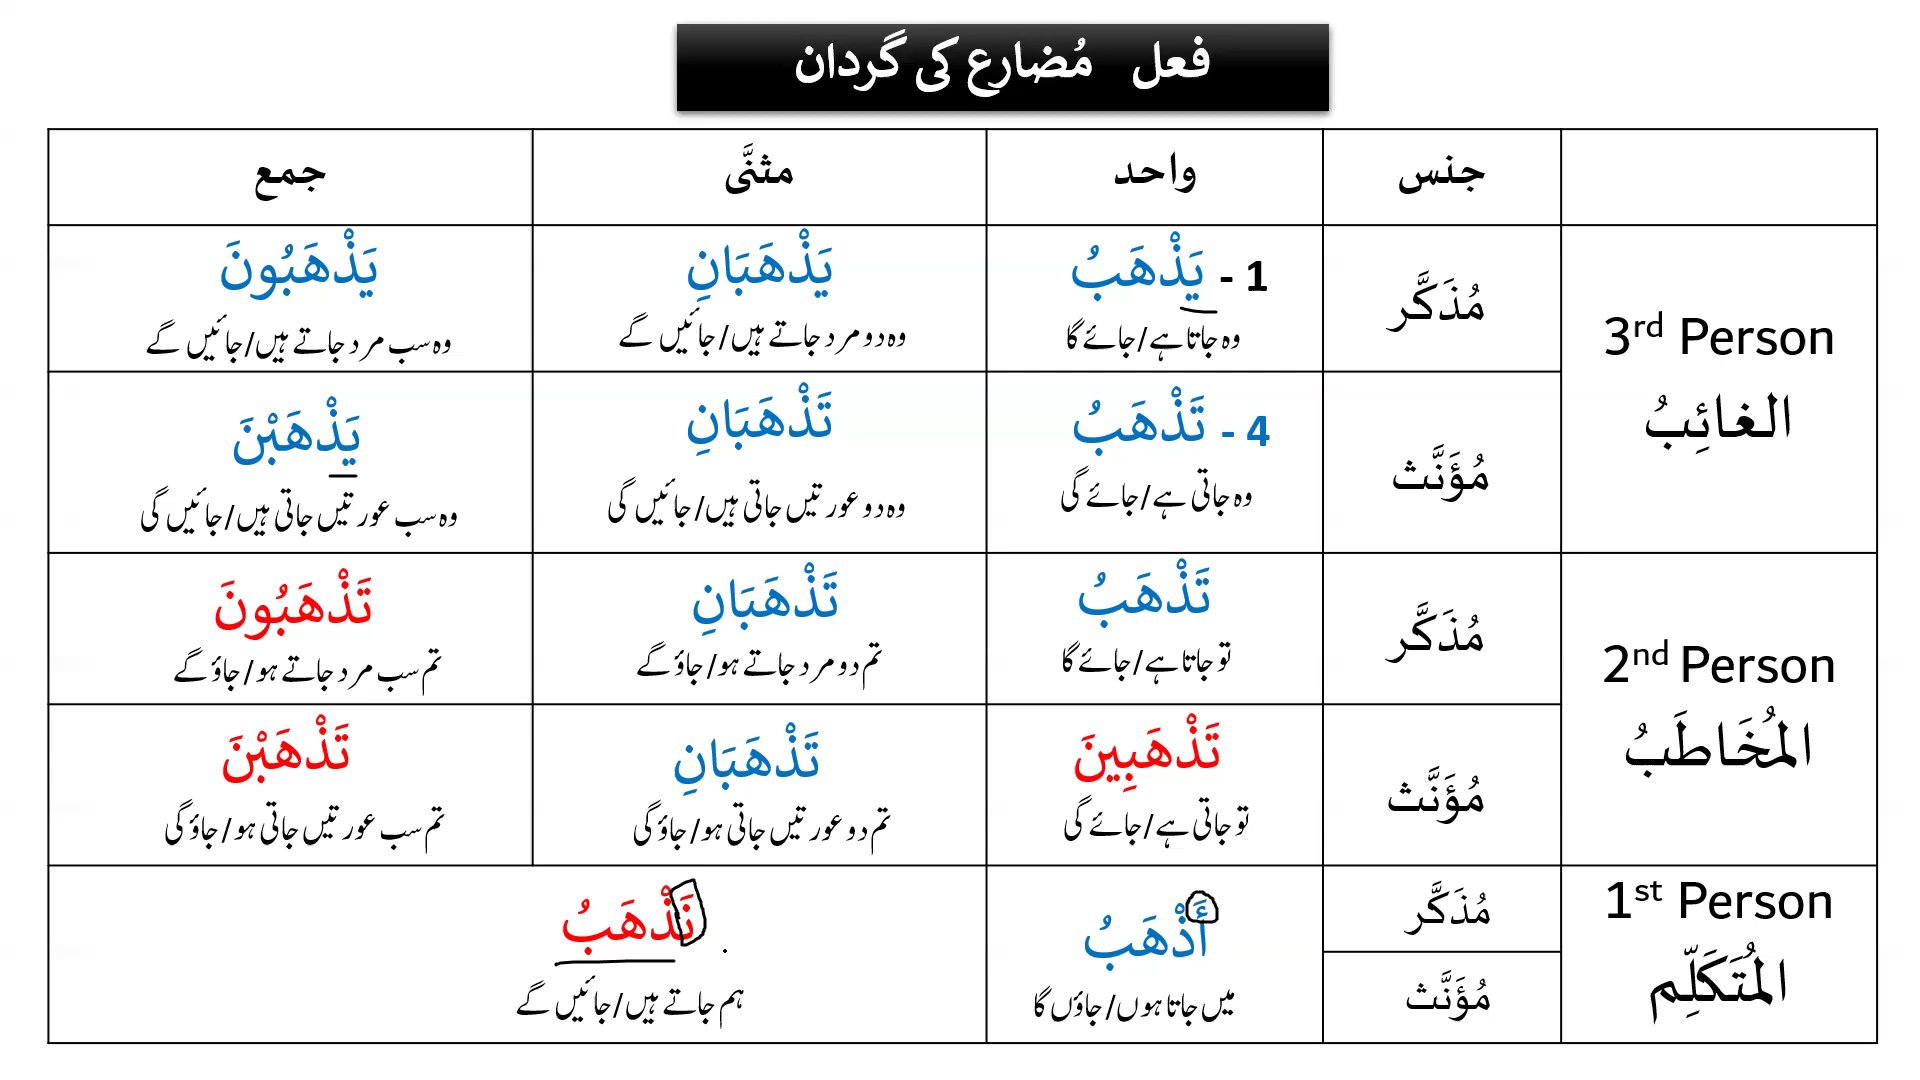 فعل مُضارع کی گردان
جنس واحد مثنَّی جمع
3rd Person
الغائِبُ
مُذَكَّر
1 - يَذْهَبُ
وہ جاتا ہے/جائے گا
يَذْهَبَانِ
وہ دو مرد جاتے ہیں/جائیں گے
يَذْهَبُونَ
وہ سب مرد جاتے ہیں/جائیں گے
مُؤَنَّث
4 - تَذْهَبُ
وہ جاتی ہے/جائے گی
تَذْهَبَانِ
وہ دو عورتیں جاتی ہیں/جائیں گی
يَذْهَبْنَ
وہ سب عورتیں جاتی ہیں/جائیں گی
2nd Person
المُخَاطَبُ
مُذَكَّر
تَذْهَبُ
تو جاتا ہے/جائے گا
تَذْهَبَانِ
تم دو مرد جاتے ہو/جاؤ گے
تَذْهَبُونَ
تم سب مرد جاتے ہو/جاؤ گے
مُؤَنَّث
تَذْهَبِينَ
تو جاتی ہے/جائے گی
تَذْهَبَانِ
تم دو عورتیں جاتی ہو/جاؤ گی
تَذْهَبْنَ
تم سب عورتیں جاتی ہو/جاؤ گی
1st Person
المُتَكَلِّم
مُذَكَّر
مُؤَنَّث
أَذْهَبُ
میں جاتا ہوں/جاؤں گا
نَذْهَبُ
ہم جاتے ہیں/جائیں گے